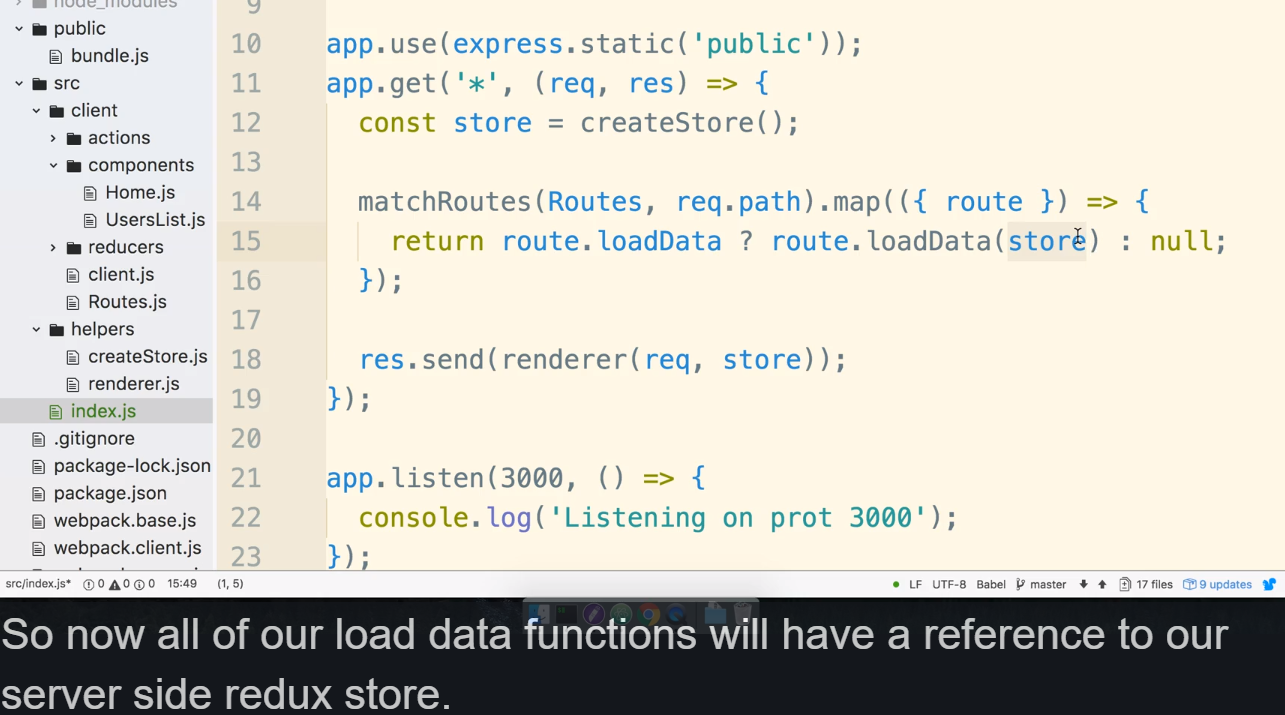 node_modules
public
bundle.js
src
client
actions
components
Home.js
UsersList.js
reducers
client.js
Routes.js
helpers
createStore.js
renderer.js
index.js
.gitignore
package-lock.json
package.json
webpack.base.js
webpack.client.js
9
10 app.use(express.static('public'));
11 app.get('*', (req, res) => {
12 const store = createStore();
13
14 matchRoutes(Routes, req.path).map(({ route }) => {
15 return route.loadData ? route.loadData(store) : null;
16 });
17
18 res.send(renderer(req, store));
19 });
20
21 app.listen(3000, () => {
22 console.log('Listening on prot 3000');
23 });
src/index.js* 0 0 0 15:49 (1, 5) LF UTF-8 Babel master 17 files 9 updates
So now all of our load data functions will have a reference to our
server side redux store.